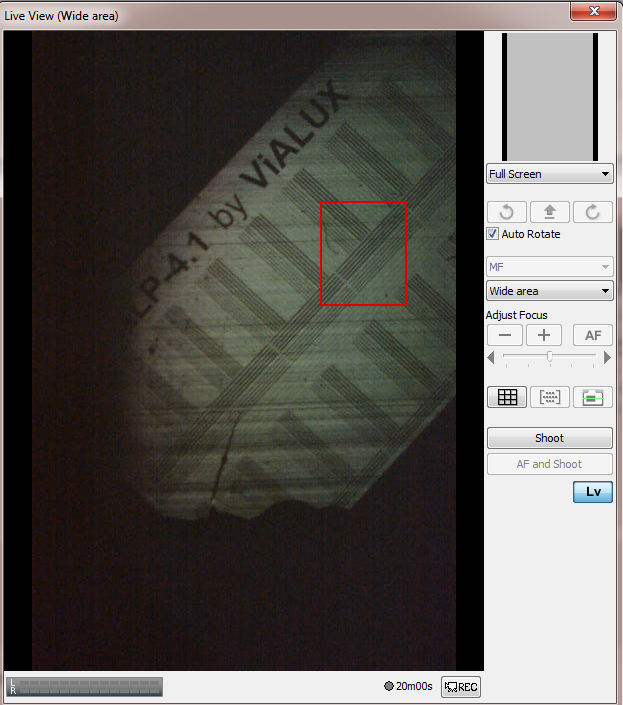 Live View (Wide area)
LP-4.1 by ViALUX
Full Screen
Auto Rotate
MF
Wide area
Adjust Focus
AF
Shoot
AF and Shoot
Lv
L
R
20m00s
REC